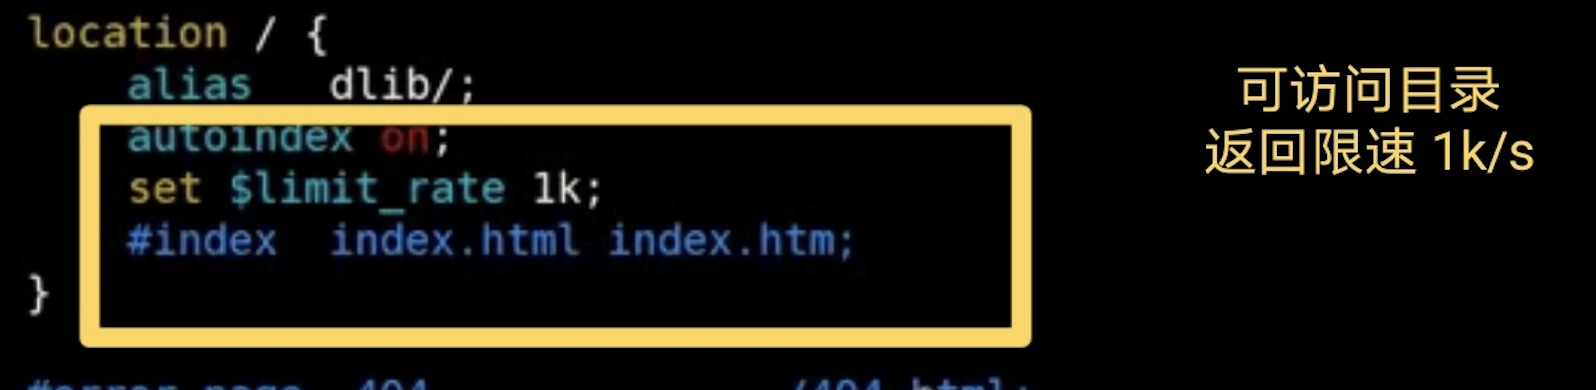 location / {
alias dlib/;
autoindex on;
set $limit_rate 1k;
#index index.html index.htm;
}
可访问目录
返回限速 1k/s
#error_page 404 /404.html;